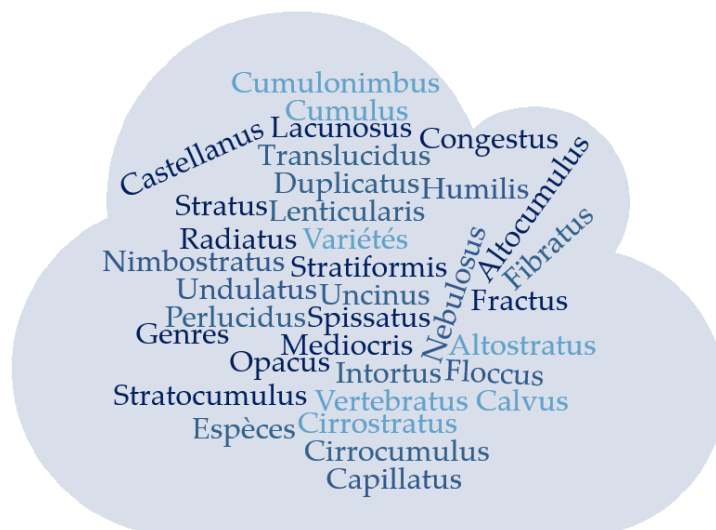 Cumulonimbus
Cumulus
Castellanus
Lacunosus
Congestus
Translucidus
Altocumulus
Duplicatus
Humilis
Stratus
Lenticularis
Fibratus
Radiatus
Variétés
Nimbostratus
Stratiformis
Nebulosus
Undulatus
Uncinus
Fractus
Perlucidus
Spissatus
Genres
Mediocris
Altostratus
Opacus
Intortus
Floccus
Stratocumulus
Vertebratus
Calvus
Espèces
Cirrostratus
Cirrocumulus
Capillatus